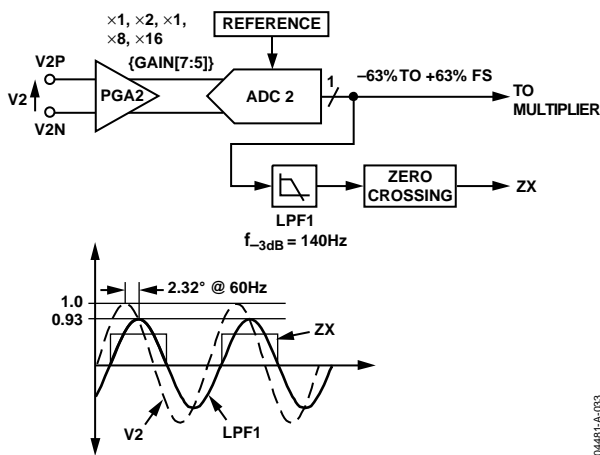 ×1, ×2, ×1,
×8, ×16
REFERENCE
{GAIN[7:5]}
V2P
V2
V2N
PGA2
ADC 2
1
–63% TO +63% FS
TO
MULTIPLIER
LPF1
f–3dB = 140Hz
ZERO
CROSSING
ZX
2.32° @ 60Hz
1.0
0.93
ZX
V2
LPF1
04481-A-033